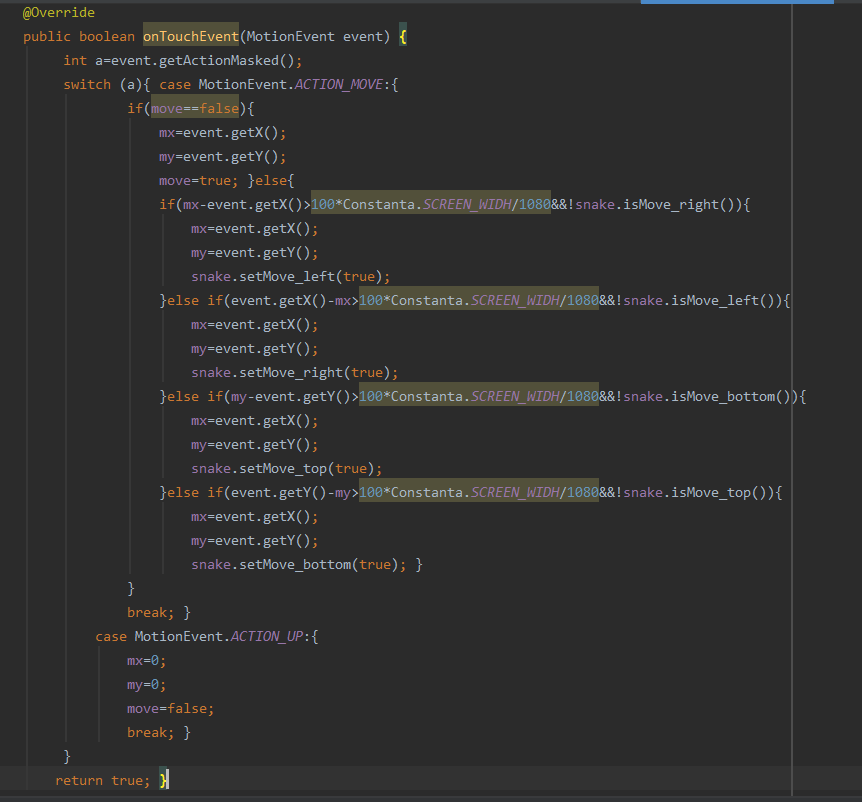 @Override
public boolean onTouchEvent(MotionEvent event) {
int a=event.getActionMasked();
switch (a){ case MotionEvent.ACTION_MOVE:{
if(move==false){
mx=event.getX();
my=event.getY();
move=true; }else{
if(mx-event.getX()>100*Constanta.SCREEN_WIDH/1080&&!snake.isMove_right()){
mx=event.getX();
my=event.getY();
snake.setMove_left(true);
}else if(event.getX()-mx>100*Constanta.SCREEN_WIDH/1080&&!snake.isMove_left()){
mx=event.getX();
my=event.getY();
snake.setMove_right(true);
}else if(my-event.getY()>100*Constanta.SCREEN_WIDH/1080&&!snake.isMove_bottom()){
mx=event.getX();
my=event.getY();
snake.setMove_top(true);
}else if(event.getY()-my>100*Constanta.SCREEN_WIDH/1080&&!snake.isMove_top()){
mx=event.getX();
my=event.getY();
snake.setMove_bottom(true); }
}
break; }
case MotionEvent.ACTION_UP:{
mx=0;
my=0;
move=false;
break; }
}
return true; }